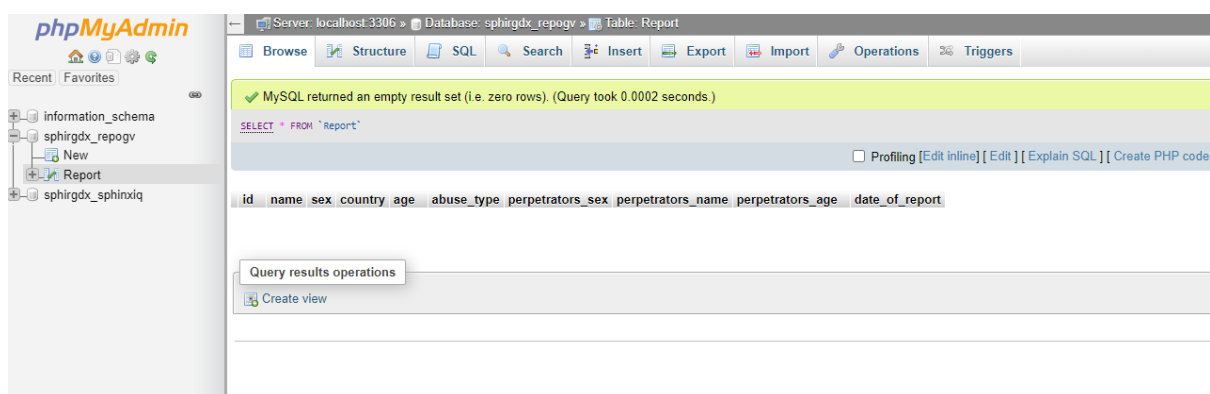 phpMyAdmin
Recent Favorites
information_schema
sphirgdx_repogv
New
Report
sphirgdx_sphinxiq
Server: localhost:3306 » Database: sphirgdx_repogv » Table: Report
Browse Structure SQL Search Insert Export Import Operations Triggers
MySQL returned an empty result set (i.e. zero rows). (Query took 0.0002 seconds.)
SELECT * FROM `Report`
Profiling [Edit inline] [ Edit ] [ Explain SQL ] [ Create PHP code
id name sex country age abuse_type perpetrators_sex perpetrators_name perpetrators_age date_of_report
Query results operations
Create view